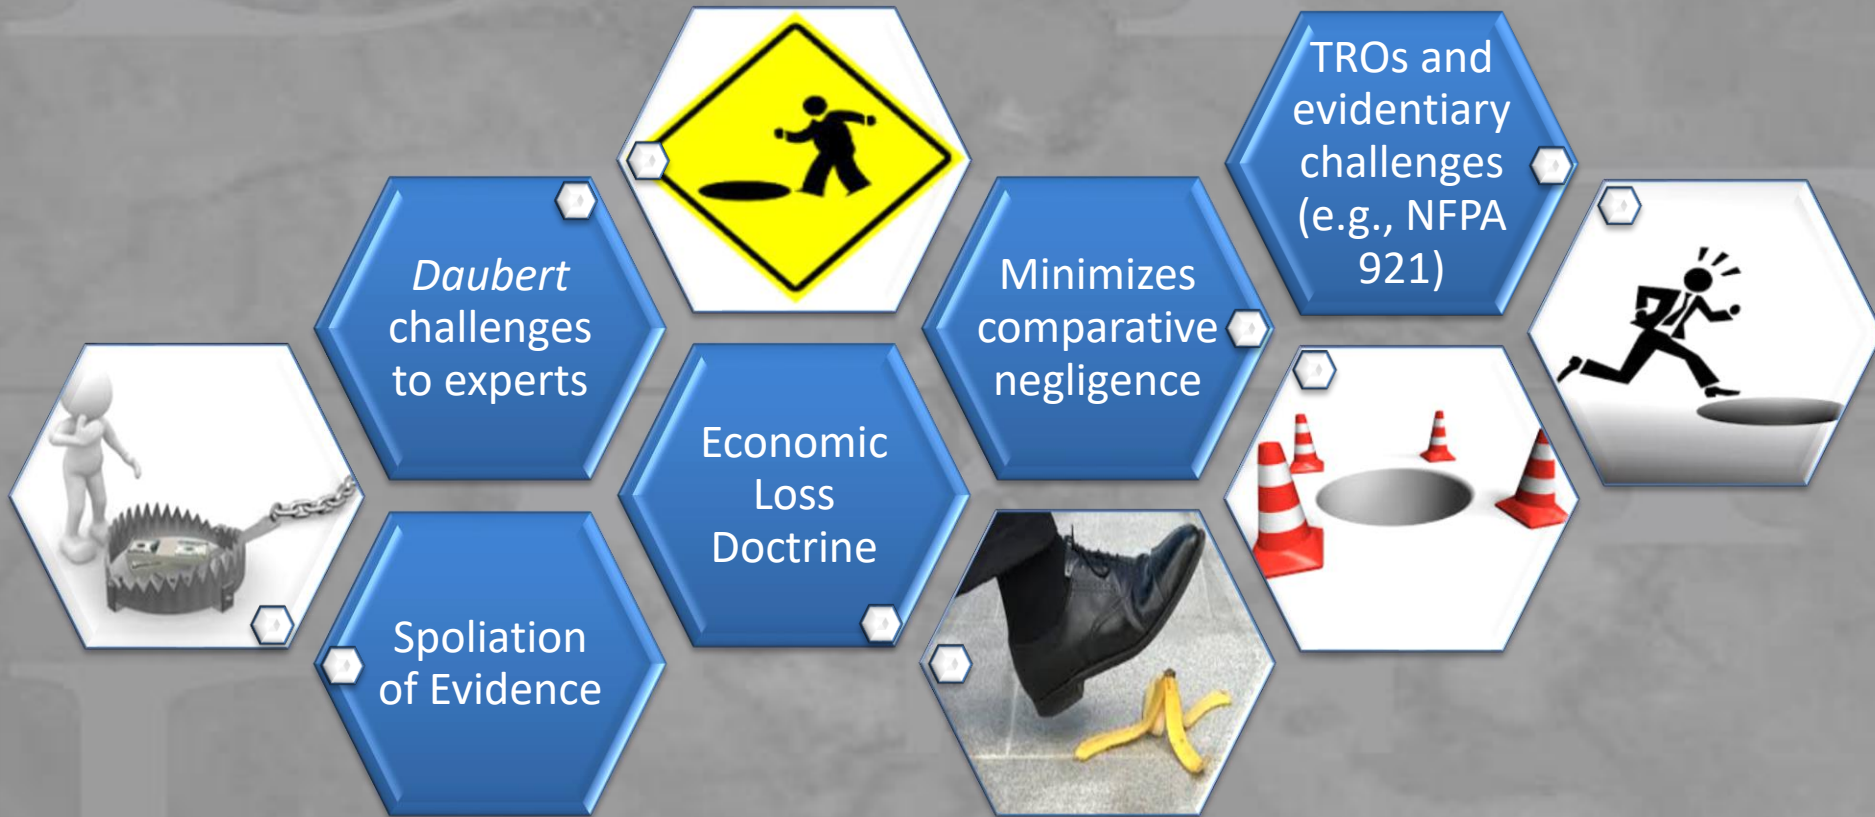 Daubert
challenges
to experts
Spoliation
of Evidence
Economic
Loss
Doctrine
Minimizes
comparative
negligence
TROs and
evidentiary
challenges
(e.g., NFPA
921)